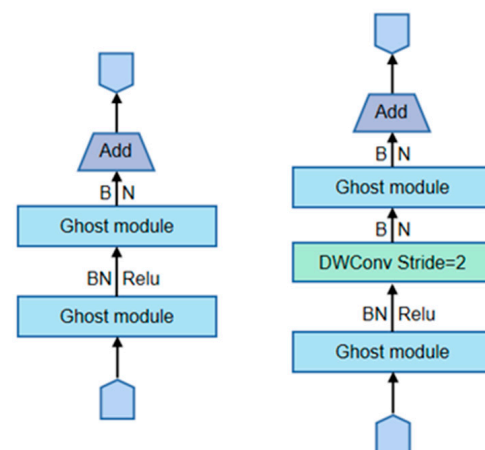 Add
B N
Ghost module
BN Relu
Ghost module
Add
B N
Ghost module
B N
DWConv Stride=2
BN Relu
Ghost module